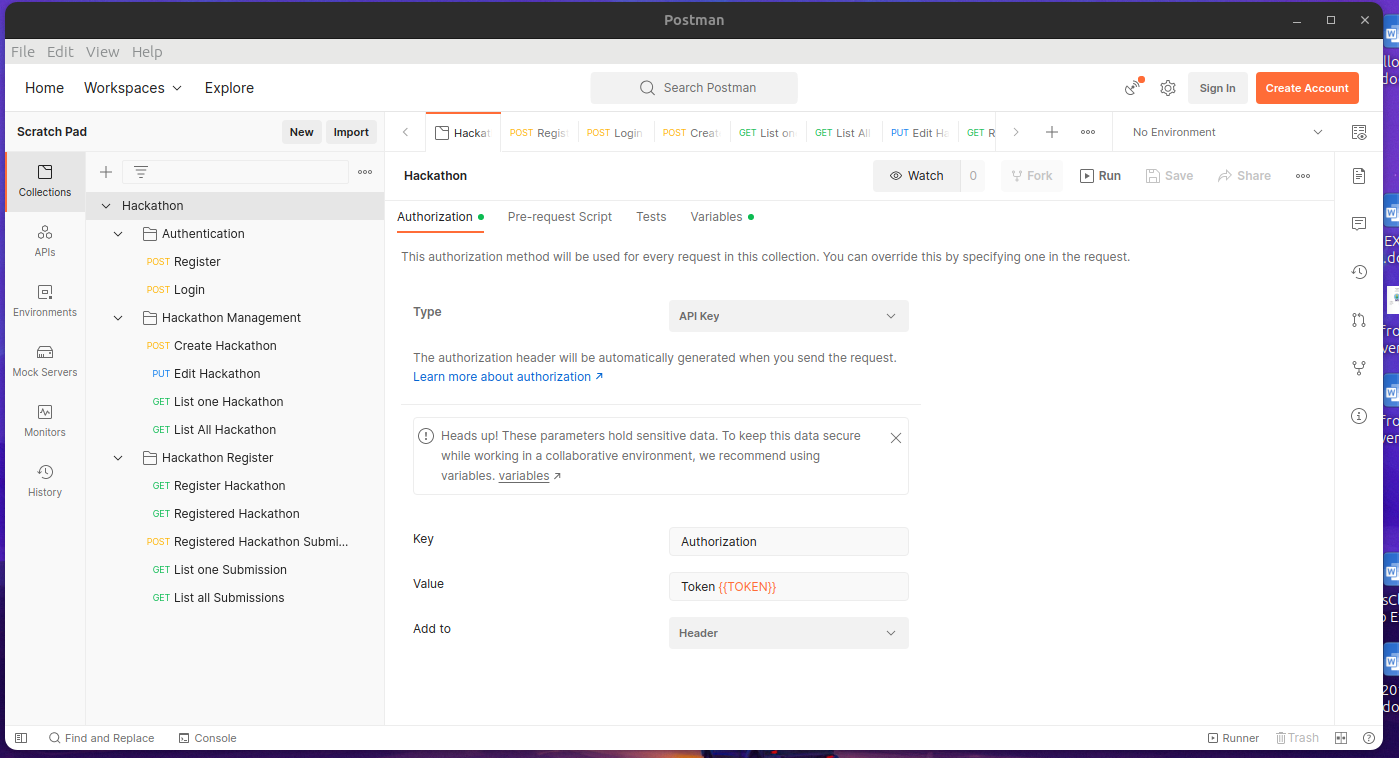 Postman
File Edit View Help
Home Workspaces Explore
Search Postman
Sign In
Create Account
Scratch Pad
New
Import
Hackat
POST Regis
POST Login
POST Creat
GET List on
GET List All
PUT Edit Ha
GET R
No Environment
Collections
APIs
Environments
Mock Servers
Monitors
History
Hackathon
Authentication
POST Register
POST Login
Hackathon Management
POST Create Hackathon
PUT Edit Hackathon
GET List one Hackathon
GET List All Hackathon
Hackathon Register
GET Register Hackathon
GET Registered Hackathon
POST Registered Hackathon Submi...
GET List one Submission
GET List all Submissions
Hackathon
Watch 0
Fork
Run
Save
Share
Authorization
Pre-request Script
Tests
Variables
This authorization method will be used for every request in this collection. You can override this by specifying one in the request.
Type
API Key
The authorization header will be automatically generated when you send the request.
Learn more about authorization ↗
Heads up! These parameters hold sensitive data. To keep this data secure
while working in a collaborative environment, we recommend using
variables. variables ↗
Key
Authorization
Value
Token {{TOKEN}}
Add to
Header
Find and Replace
Console
Runner
Trash